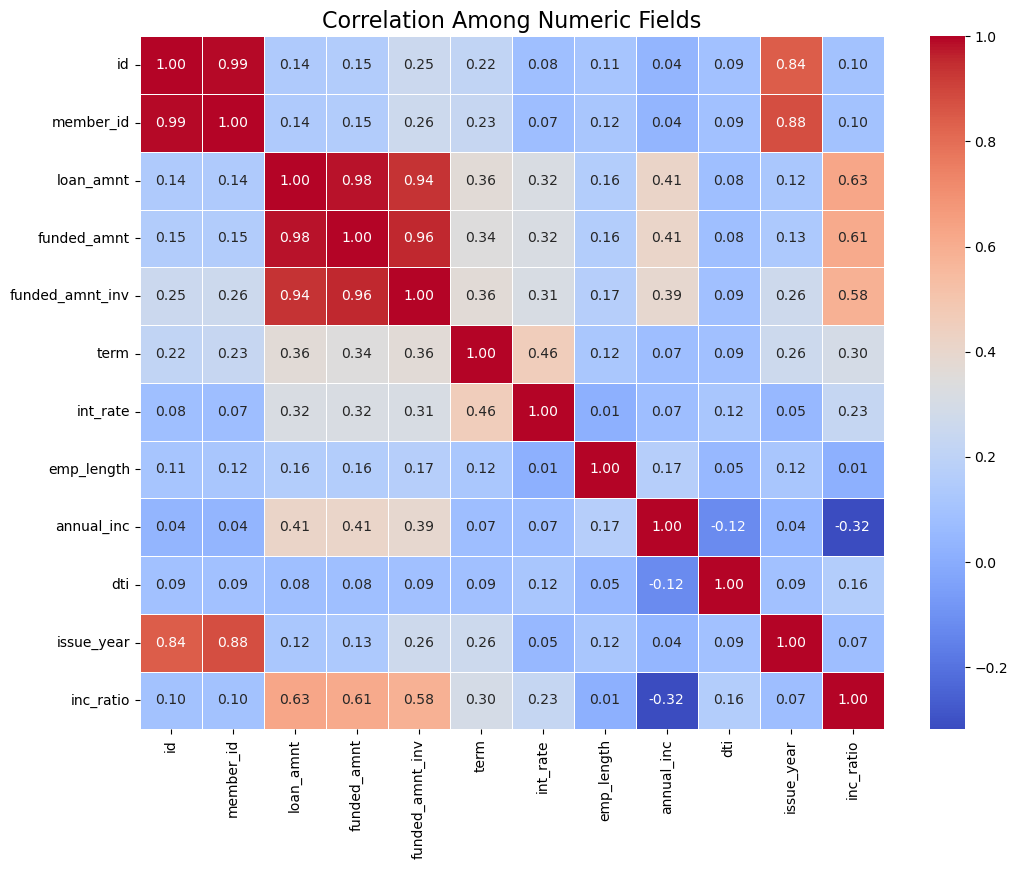 Correlation Among Numeric Fields
id 1.00 0.99 0.14 0.15 0.25 0.22 0.08 0.11 0.04 0.09 0.84 0.10
member_id 0.99 1.00 0.14 0.15 0.26 0.23 0.07 0.12 0.04 0.09 0.88 0.10
loan_amnt 0.14 0.14 1.00 0.98 0.94 0.36 0.32 0.16 0.41 0.08 0.12 0.63
funded_amnt 0.15 0.15 0.98 1.00 0.96 0.34 0.32 0.16 0.41 0.08 0.13 0.61
funded_amnt_inv 0.25 0.26 0.94 0.96 1.00 0.36 0.31 0.17 0.39 0.09 0.26 0.58
term 0.22 0.23 0.36 0.34 0.36 1.00 0.46 0.12 0.07 0.09 0.26 0.30
int_rate 0.08 0.07 0.32 0.32 0.31 0.46 1.00 0.01 0.07 0.12 0.05 0.23
emp_length 0.11 0.12 0.16 0.16 0.17 0.12 0.01 1.00 0.17 0.05 0.12 0.01
annual_inc 0.04 0.04 0.41 0.41 0.39 0.07 0.07 0.17 1.00 -0.12 0.04 -0.32
dti 0.09 0.09 0.08 0.08 0.09 0.09 0.12 0.05 -0.12 1.00 0.09 0.16
issue_year 0.84 0.88 0.12 0.13 0.26 0.26 0.05 0.12 0.04 0.09 1.00 0.07
inc_ratio 0.10 0.10 0.63 0.61 0.58 0.30 0.23 0.01 -0.32 0.16 0.07 1.00
id
member_id
loan_amnt
funded_amnt
funded_amnt_inv
term
int_rate
emp_length
annual_inc
dti
issue_year
inc_ratio
1.0
0.8
0.6
0.4
0.2
0.0
−0.2